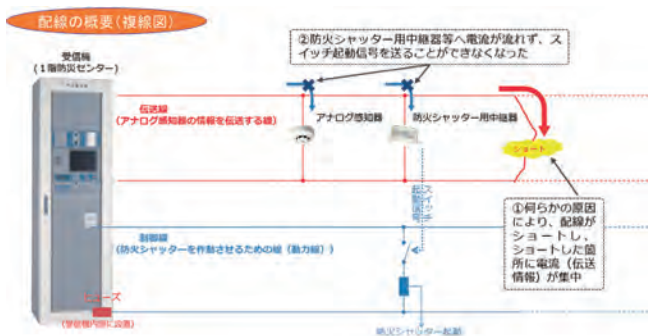 配線の概要（複線図）
②防火シャッター用中継器等へ電流が流れず、ス
イッチ起動信号を送ることができなくなった
受信機
（１階防災センター）
伝送線
（アナログ感知器の情報を伝送する線）
アナログ感知器
防火シャッター用中継器
ショート
スイッチ
起動信号
①何らかの原因
により、配線が
ショートし、
ショートした箇
所に電流（伝送
情報）が集中
制御線
（防火シャッターを作動させるための線（動力線））
ヒューズ
（受信機内部に設置）
防火シャッター起動